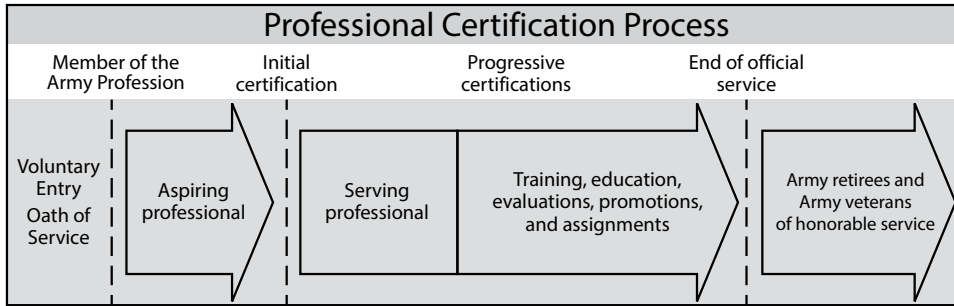 Professional Certification Process
Member of the
Army Profession
Initial
certification
Progressive
certifications
End of official
service
Voluntary
Entry
Oath of
Service
Aspiring
professional
Serving
professional
Training, education,
evaluations, promotions,
and assignments
Army retirees and
Army veterans
of honorable service